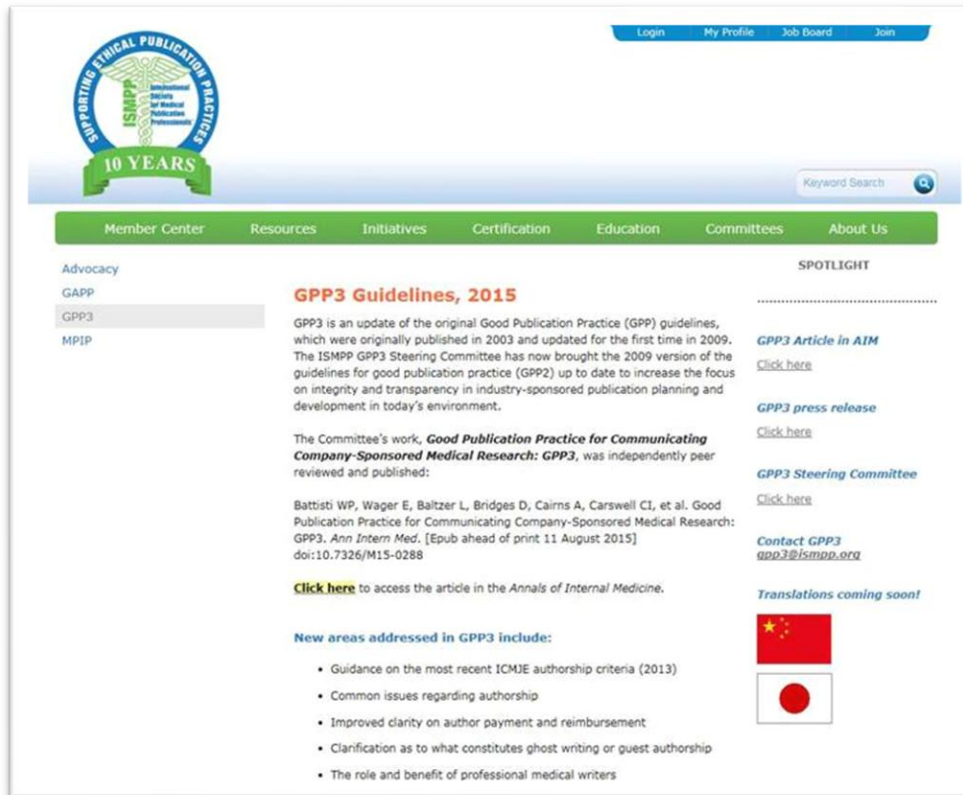 Login My Profile Job Board Join
SUPPORTING ETHICAL PUBLICATION PRACTICES
ISMPP
International
Society
for Medical
Publication
Professionals
10 YEARS
Keyword Search
Member Center Resources Initiatives Certification Education Committees About Us
Advocacy
GAPP
GPP3
MPIP
GPP3 Guidelines, 2015
GPP3 is an update of the original Good Publication Practice (GPP) guidelines,
which were originally published in 2003 and updated for the first time in 2009.
The ISMPP GPP3 Steering Committee has now brought the 2009 version of the
guidelines for good publication practice (GPP2) up to date to increase the focus
on integrity and transparency in industry-sponsored publication planning and
development in today's environment.
The Committee's work, Good Publication Practice for Communicating
Company-Sponsored Medical Research: GPP3, was independently peer
reviewed and published:
Battisti WP, Wager E, Baltzer L, Bridges D, Cairns A, Carswell CI, et al. Good
Publication Practice for Communicating Company-Sponsored Medical Research:
GPP3. Ann Intern Med. [Epub ahead of print 11 August 2015]
doi:10.7326/M15-0288
Click here to access the article in the Annals of Internal Medicine.
New areas addressed in GPP3 include:
• Guidance on the most recent ICMJE authorship criteria (2013)
• Common issues regarding authorship
• Improved clarity on author payment and reimbursement
• Clarification as to what constitutes ghost writing or guest authorship
• The role and benefit of professional medical writers
SPOTLIGHT
GPP3 Article in AIM
Click here
GPP3 press release
Click here
GPP3 Steering Committee
Click here
Contact GPP3
gpp3@ismpp.org
Translations coming soon!